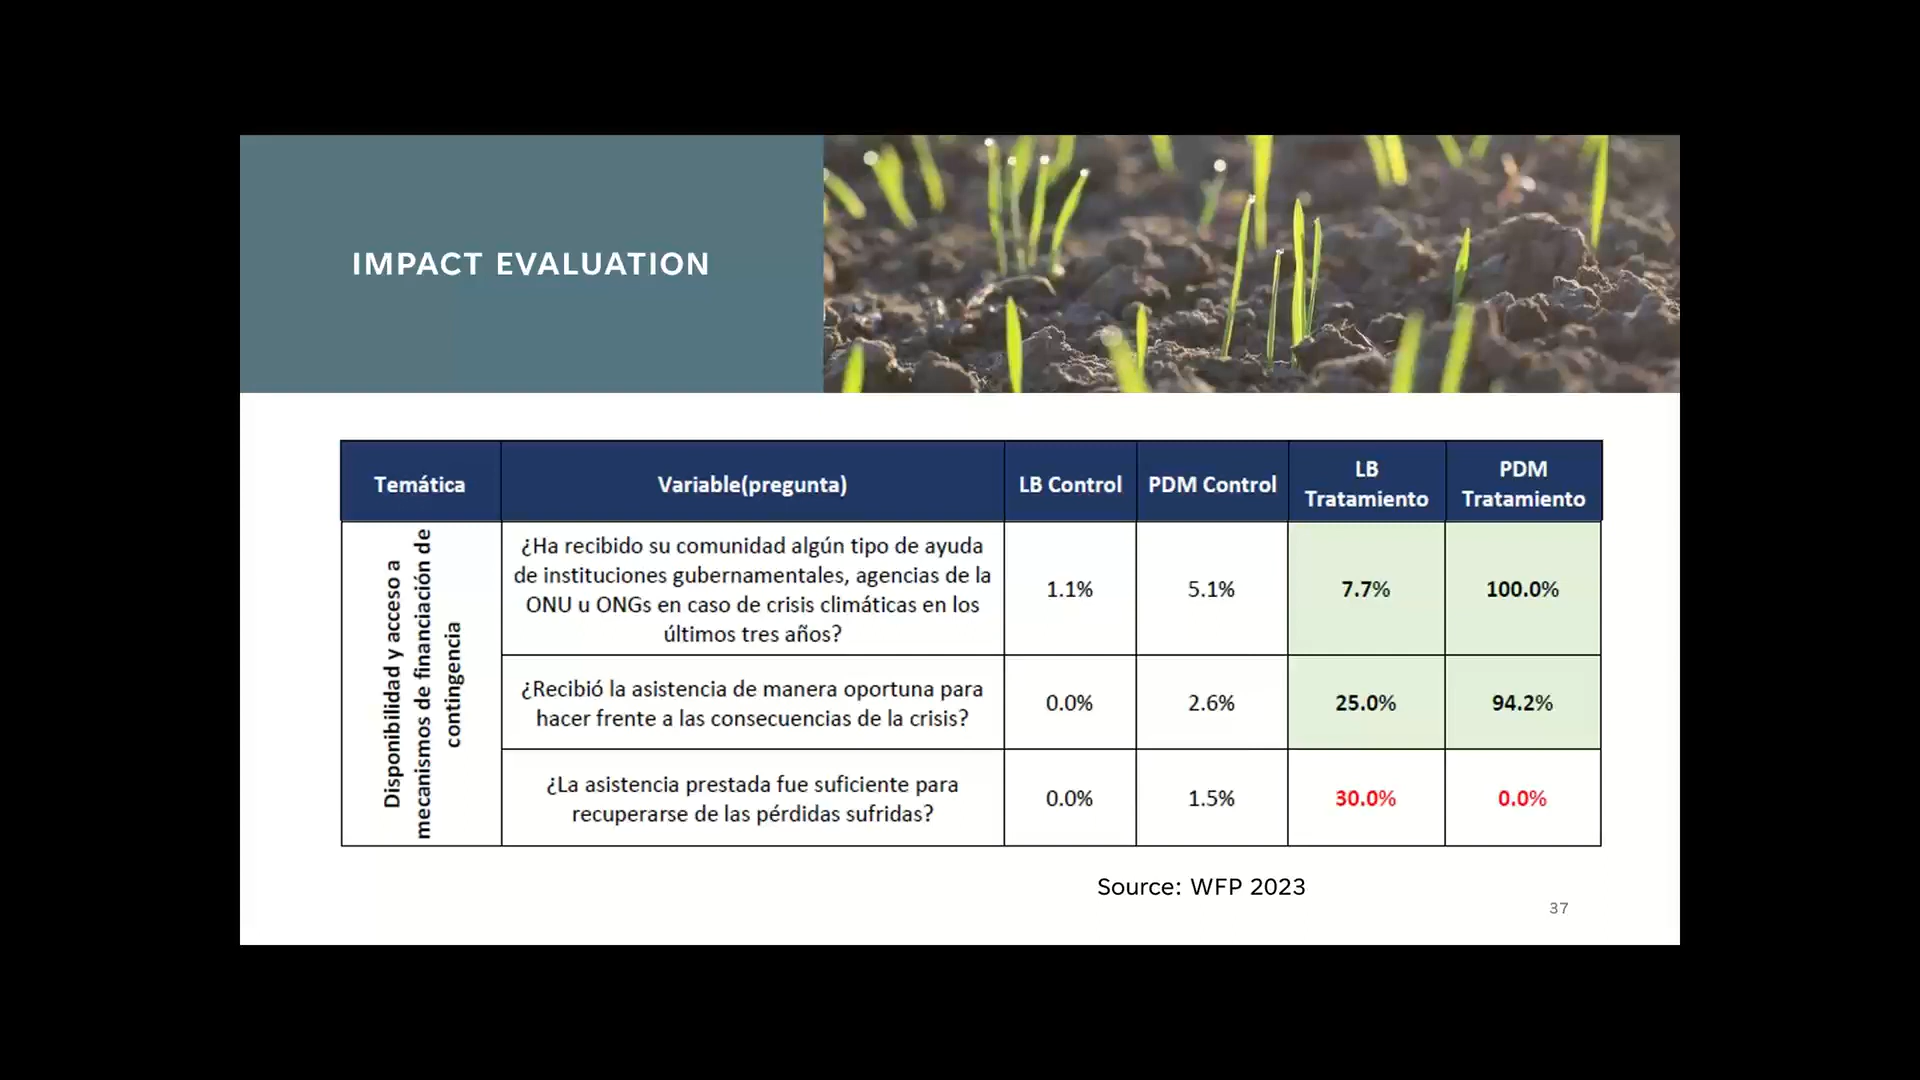 IMPACT EVALUATION
Temática
Variable(pregunta)
LB Control
PDM Control
LB
Tratamiento
PDM
Tratamiento
Disponibilidad y acceso a
mecanismos de financiación de
contingencia
¿Ha recibido su comunidad algún tipo de ayuda
de instituciones gubernamentales, agencias de la
ONU u ONGs en caso de crisis climáticas en los
últimos tres años?
1.1%
5.1%
7.7%
100.0%
¿Recibió la asistencia de manera oportuna para
hacer frente a las consecuencias de la crisis?
0.0%
2.6%
25.0%
94.2%
¿La asistencia prestada fue suficiente para
recuperarse de las pérdidas sufridas?
0.0%
1.5%
30.0%
0.0%
Source: WFP 2023
37